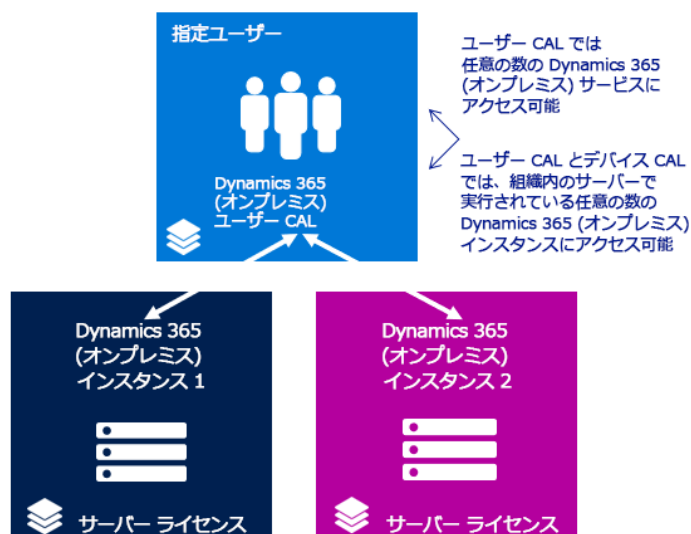 指定ユーザー
Dynamics 365
(オンプレミス)
ユーザー CAL
ユーザー CAL では
任意の数の Dynamics 365
(オンプレミス) サービスに
アクセス可能
ユーザー CAL とデバイス CAL
では、組織内のサーバーで
実行されている任意の数の
Dynamics 365 (オンプレミス)
インスタンスにアクセス可能
Dynamics 365
(オンプレミス)
インスタンス 1
サーバー ライセンス
Dynamics 365
(オンプレミス)
インスタンス 2
サーバー ライセンス